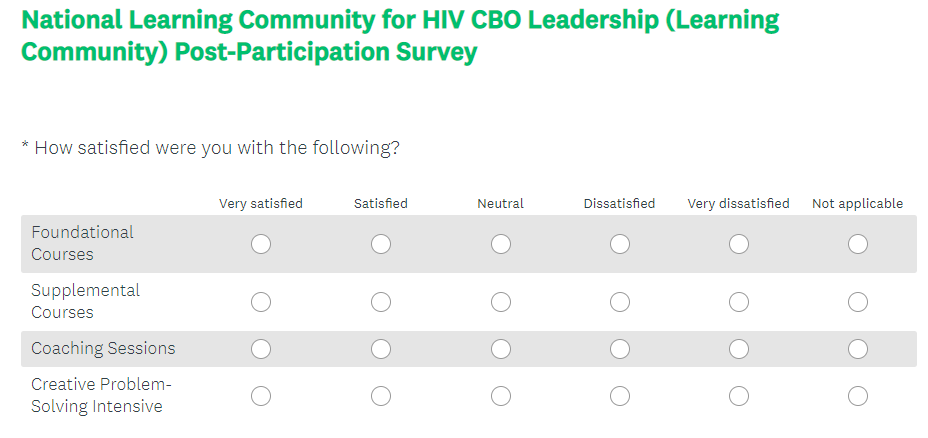 National Learning Community for HIV CBO Leadership (Learning
Community) Post-Participation Survey
* How satisfied were you with the following?
Very satisfied Satisfied Neutral Dissatisfied Very dissatisfied Not applicable
Foundational
Courses
Supplemental
Courses
Coaching Sessions
Creative Problem-
Solving Intensive